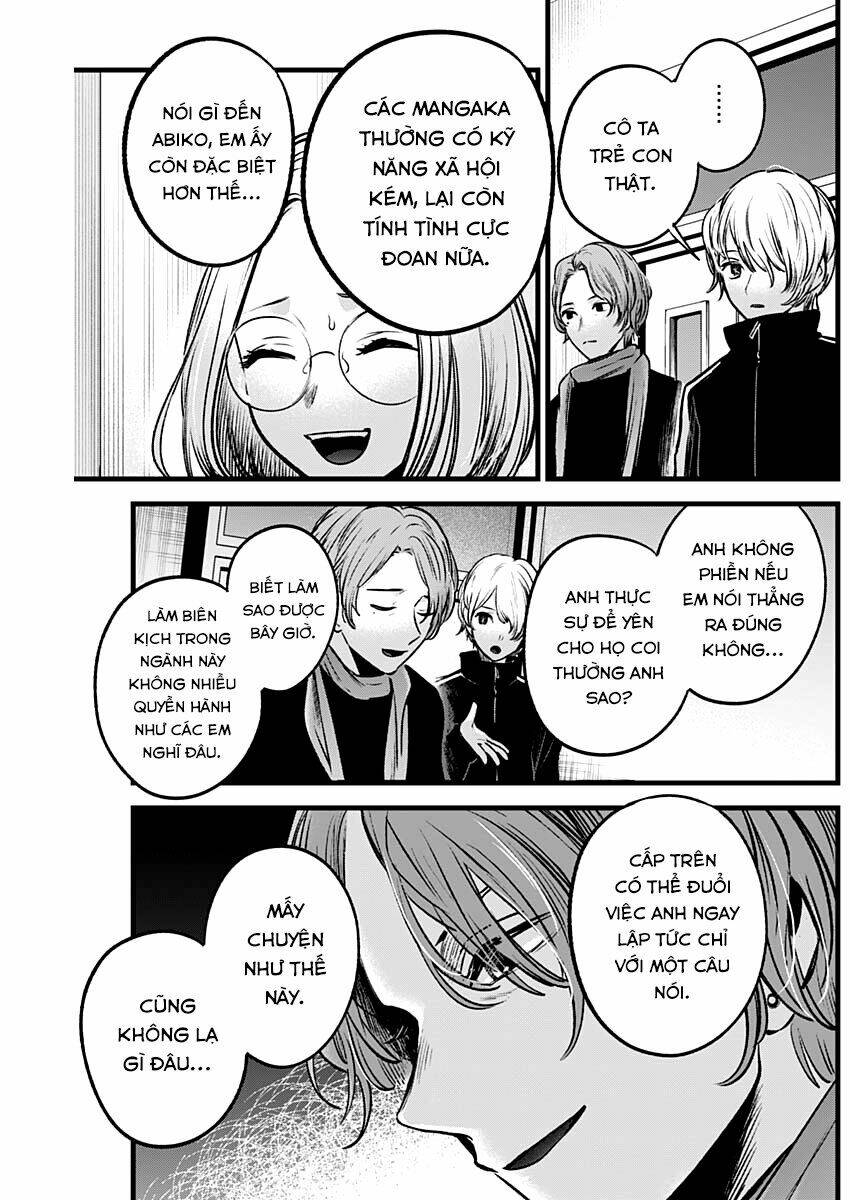 ......
CÔ TA
TRẺ CON
THẬT.
CÁC MANGAKA
THƯỜNG CÓ KỸ
NĂNG XÃ HỘI
KÉM, LẠI CÒN
TÍNH TÌNH CỰC
ĐOAN NỮA.
NÓI GÌ ĐẾN
ABIKO, EM ẤY
CÒN ĐẶC BIỆT
HƠN THẾ...
ANH KHÔNG
PHIỀN NẾU
EM NÓI THẲNG
RA ĐÚNG
KHÔNG...
ANH THỰC
SỰ ĐỂ YÊN
CHO HỌ COI
THƯỜNG ANH
SAO?
BIẾT LÀM
SAO ĐƯỢC
BÂY GIỜ.
LÀM BIÊN
KỊCH TRONG
NGÀNH NÀY
KHÔNG NHIỀU
QUYỀN HÀNH
NHƯ CÁC EM
NGHĨ ĐÂU.
CẤP TRÊN
CÓ THỂ ĐUỔI
VIỆC ANH NGAY
LẬP TỨC CHỈ
VỚI MỘT CÂU
NÓI.
MẤY
CHUYỆN
NHƯ THẾ
NÀY.
CŨNG
KHÔNG LẠ
GÌ ĐÂU...